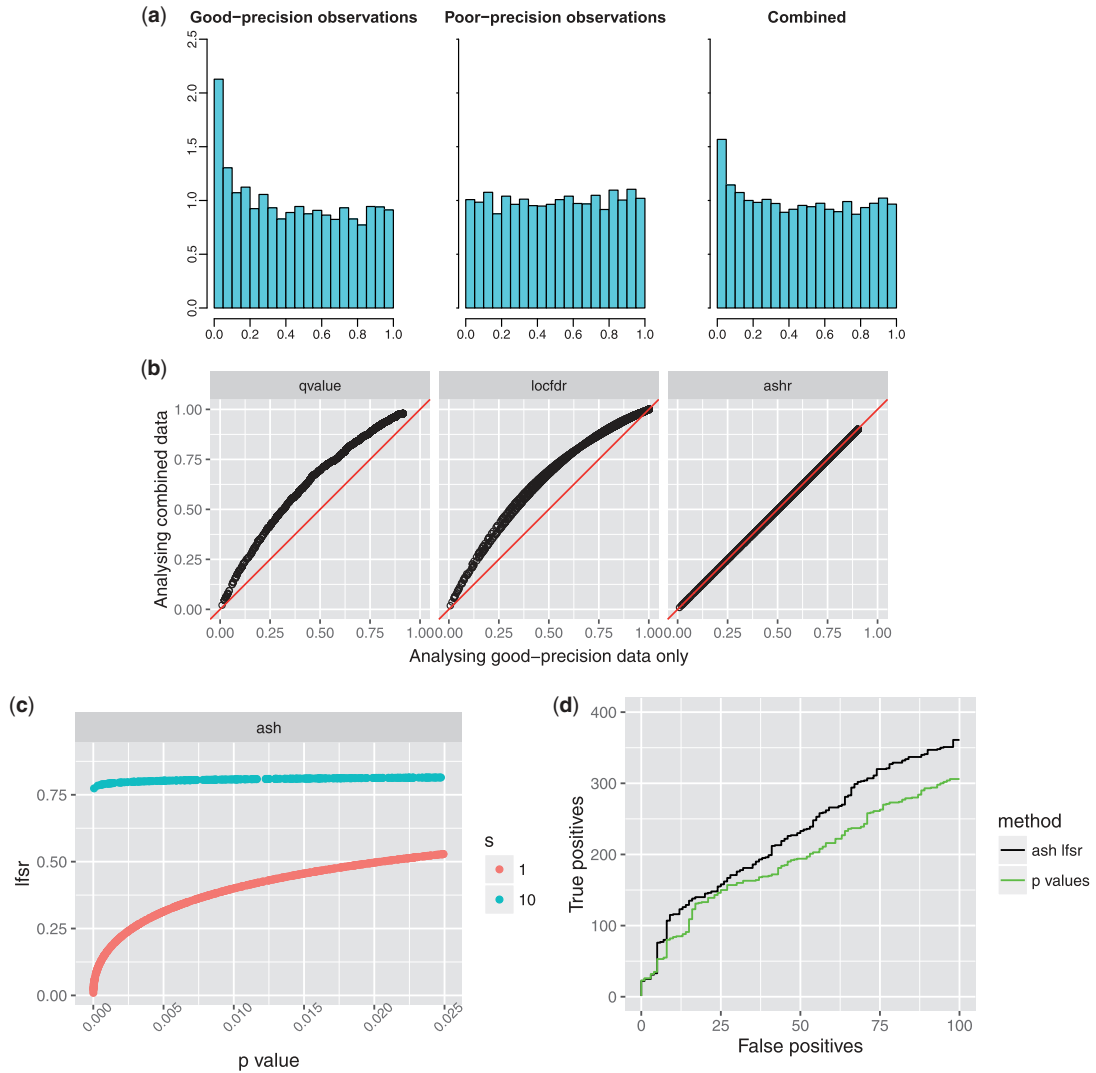 (a)
Good−precision observations
Poor−precision observations
Combined
2.5
2.0
1.5
1.0
0.5
0.0
0.0 0.2 0.4 0.6 0.8 1.0
0.0 0.2 0.4 0.6 0.8 1.0
0.0 0.2 0.4 0.6 0.8 1.0
(b)
qvalue
locfdr
ashr
Analysing combined data
1.00
0.75
0.50
0.25
0.00
0.00 0.25 0.50 0.75 1.00
0.00 0.25 0.50 0.75 1.00
0.00 0.25 0.50 0.75 1.00
Analysing good−precision data only
(c)
ash
lfsr
0.75
0.50
0.25
0.00
0.000 0.005 0.010 0.015 0.020 0.025
p value
s
1
10
(d)
True positives
400
300
200
100
0
0 25 50 75 100
False positives
method
ash lfsr
p values